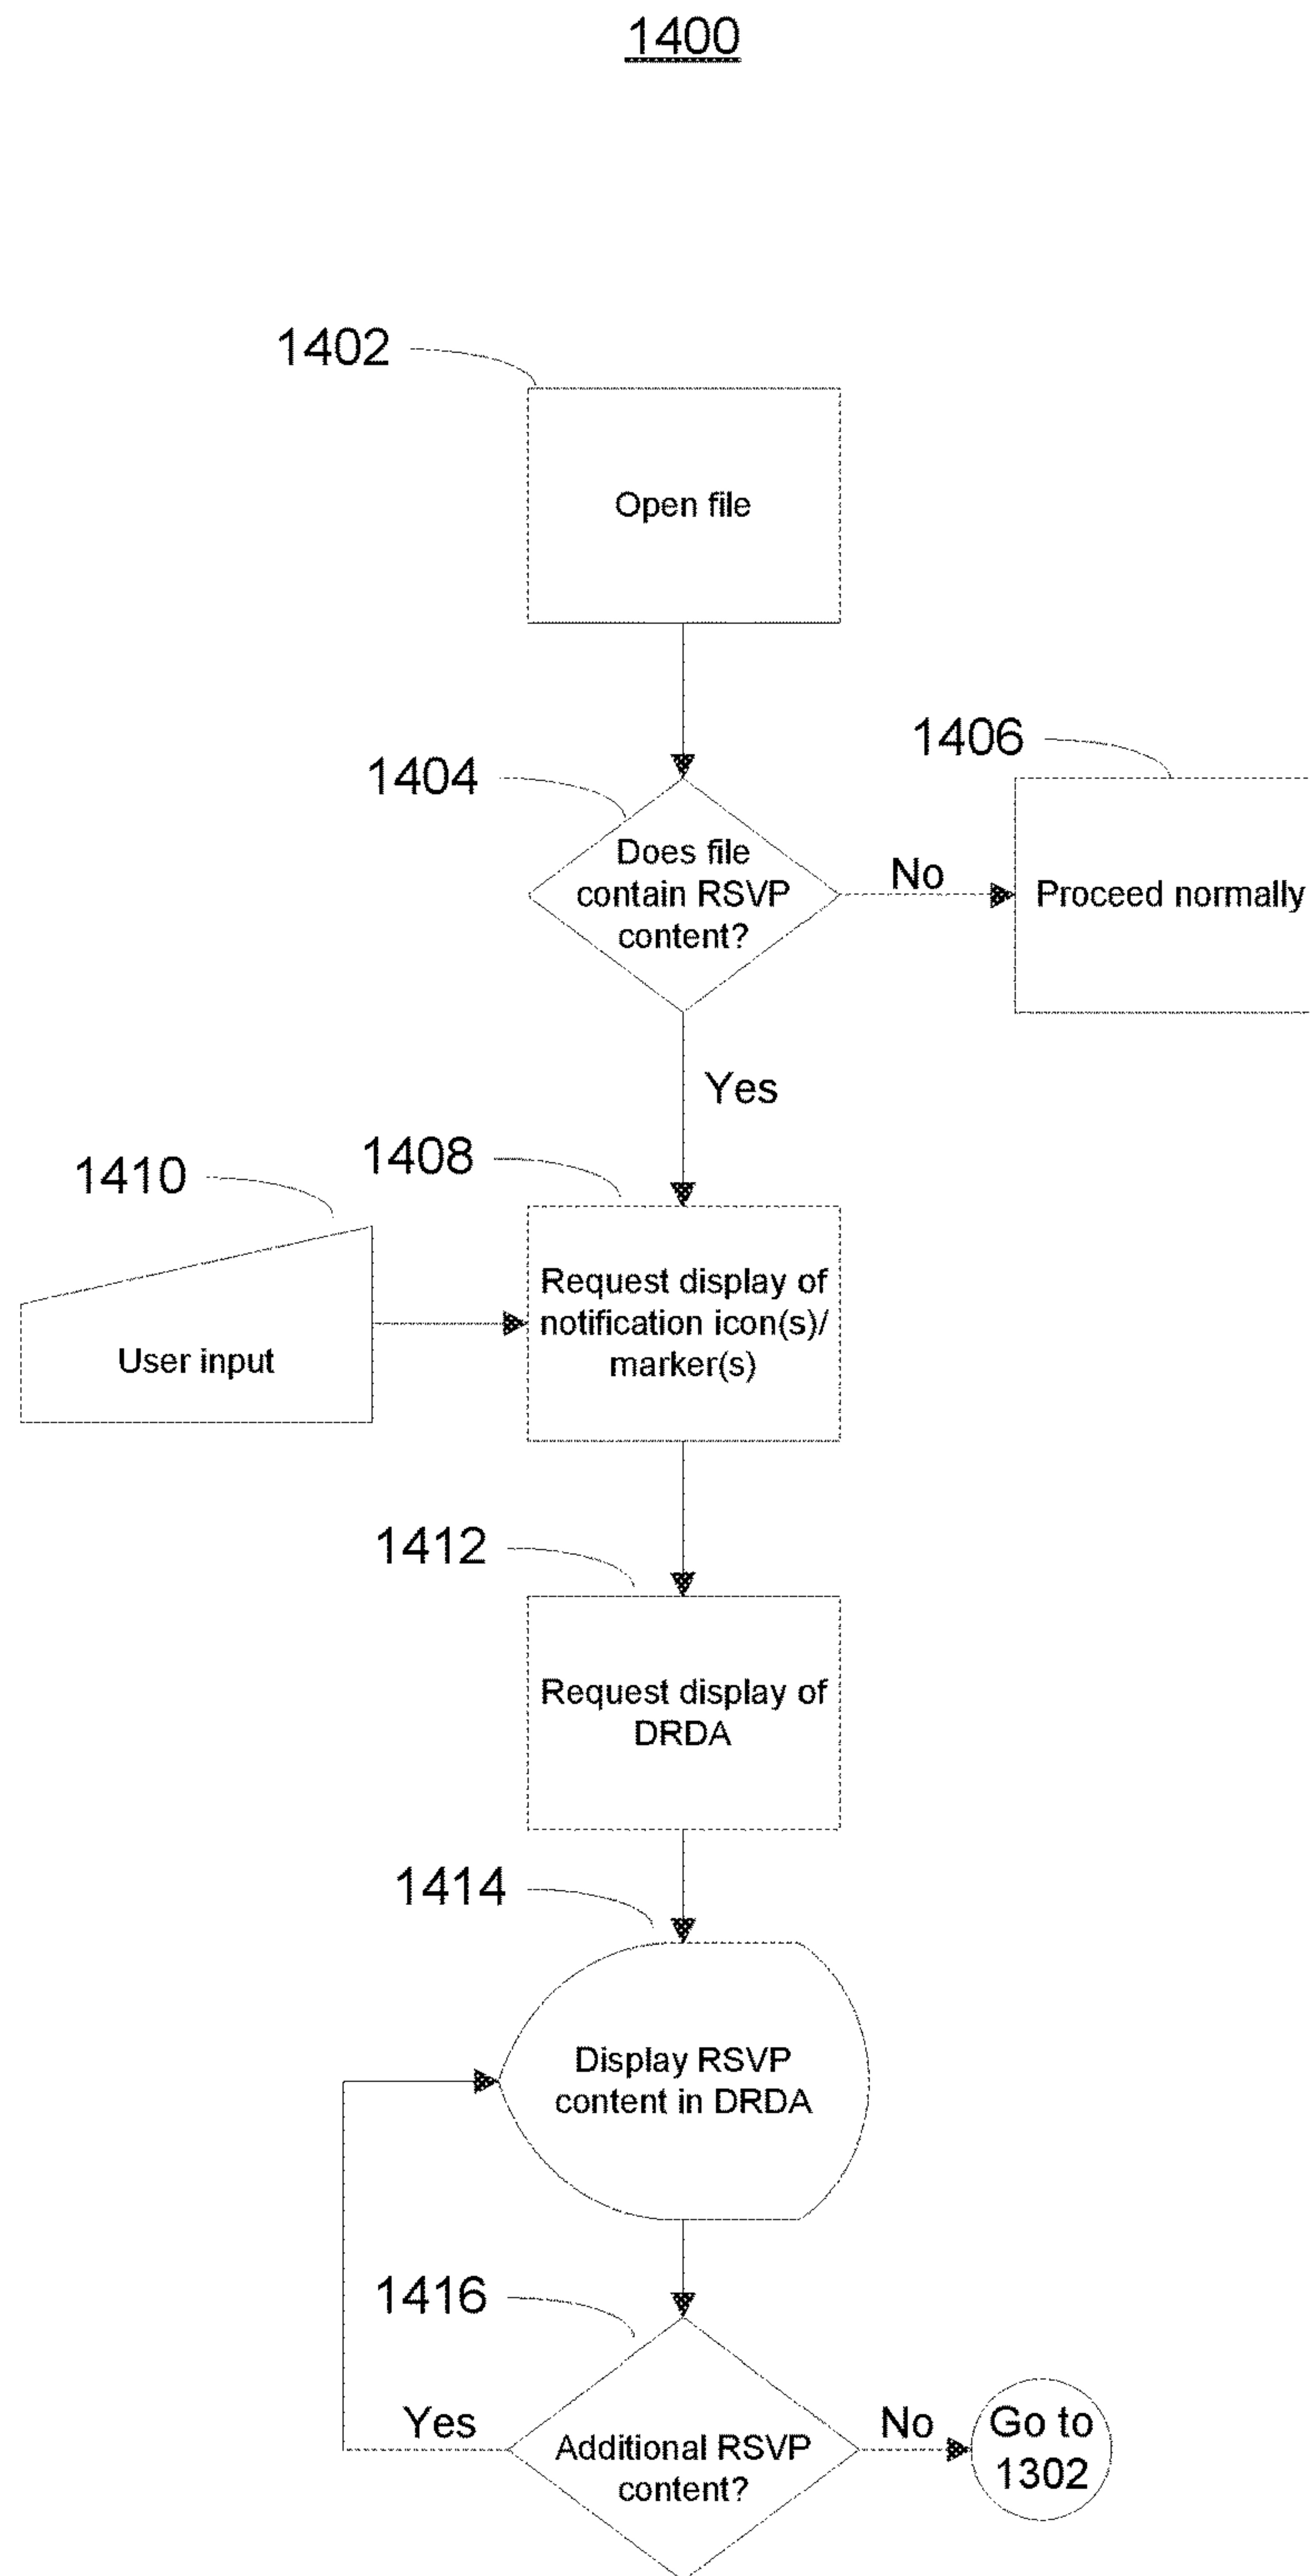 1400
1402
Open file
1404
1406
Does file
contain RSVP
content?
No
Proceed normally
Yes
1410
1408
User input
Request display of
notification icon(s)/
marker(s)
1412
Request display of
DRDA
1414
Display RSVP
content in DRDA
1416
Yes
Additional RSVP
content?
No
Go to
1302